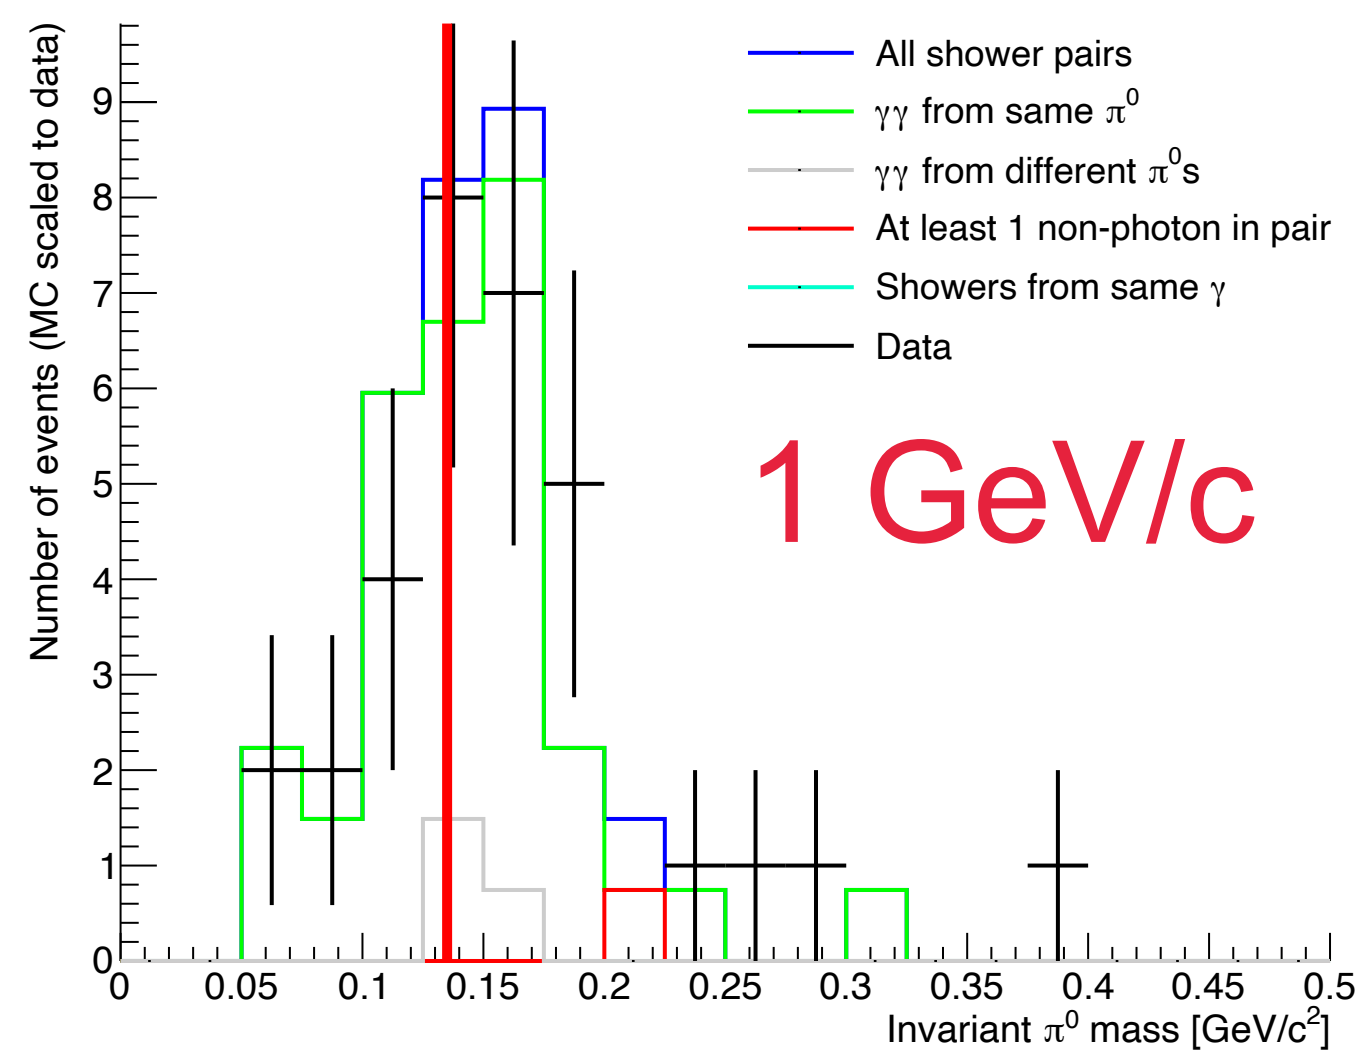 Number of events (MC scaled to data)
9
8
7
6
5
4
3
2
1
0
All shower pairs
γγ from same π⁰
γγ from different π⁰s
At least 1 non-photon in pair
Showers from same γ
Data
1 GeV/c
0 0.05 0.1 0.15 0.2 0.25 0.3 0.35 0.4 0.45 0.5
Invariant π⁰ mass [GeV/c²]